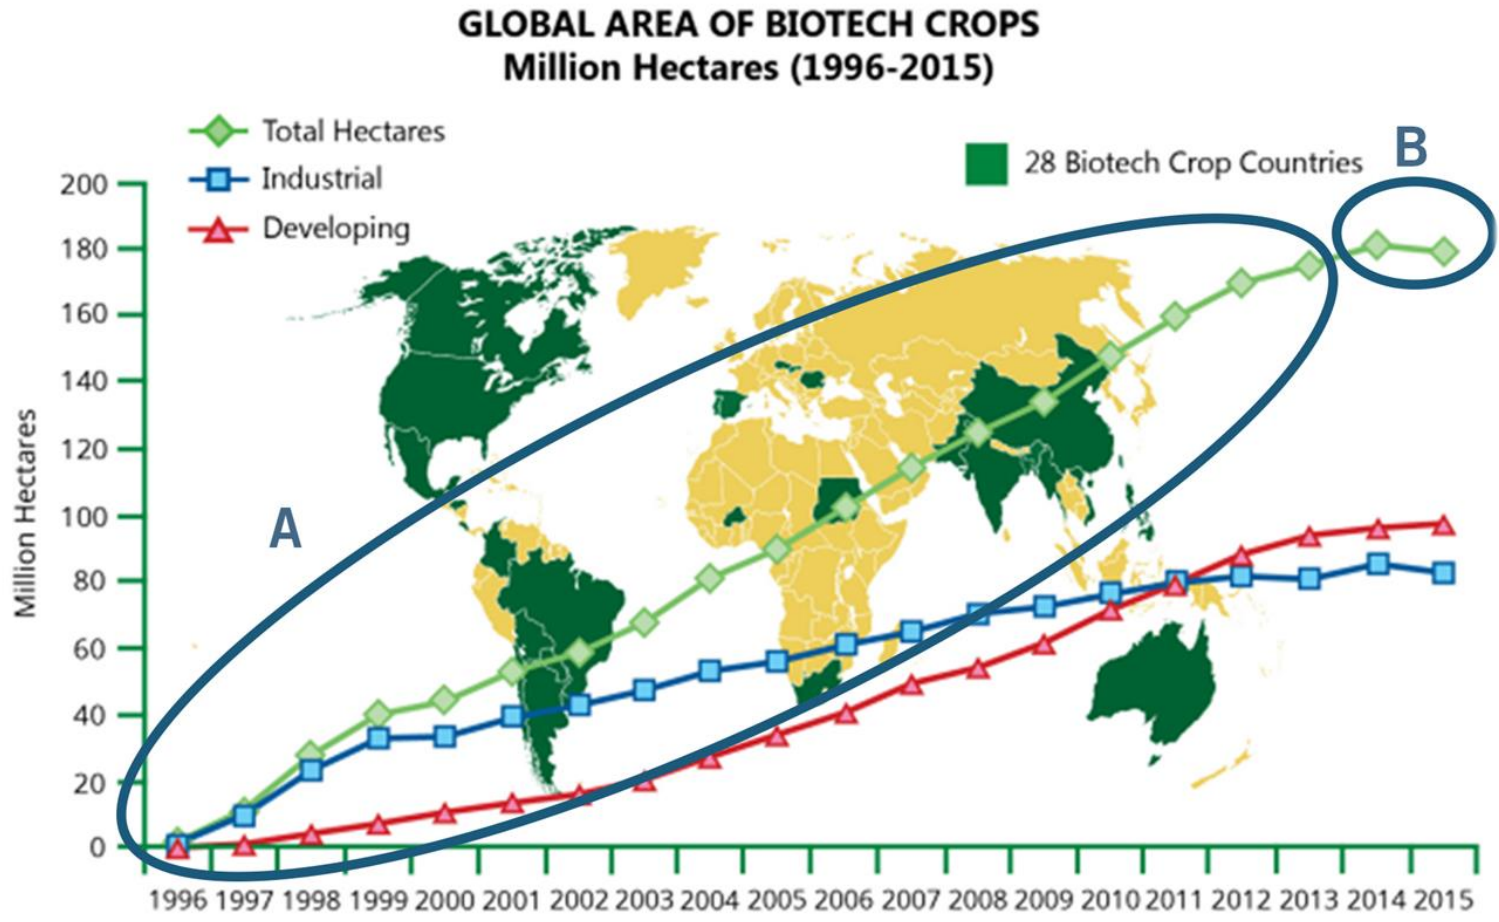 GLOBAL AREA OF BIOTECH CROPS
Million Hectares (1996-2015)
Total Hectares
Industrial
Developing
28 Biotech Crop Countries
B
A
Million Hectares
200
180
160
140
120
100
80
60
40
20
0
1996 1997 1998 1999 2000 2001 2002 2003 2004 2005 2006 2007 2008 2009 2010 2011 2012 2013 2014 2015